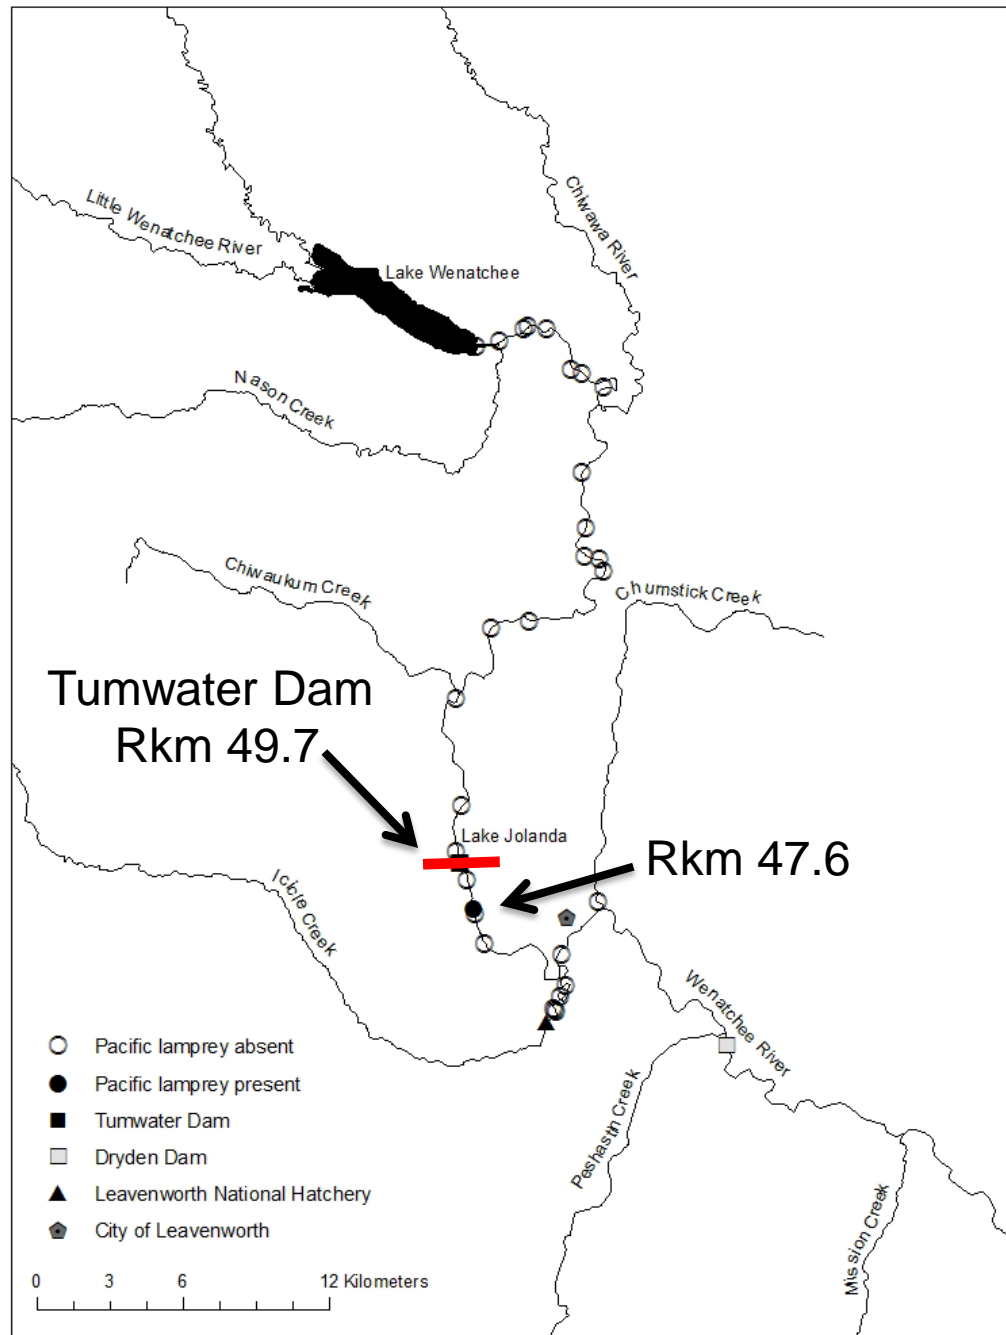 Little Wenatchee River
Chiwawa River
Lake Wenatchee
Nason Creek
Chiwaukum Creek
Chumstick Creek
Tumwater Dam
Rkm 49.7
Lake Jolanda
Rkm 47.6
Icicle Creek
Wenatchee River
Peshastin Creek
Mission Creek
Pacific lamprey absent
Pacific lamprey present
Tumwater Dam
Dryden Dam
Leavenworth National Hatchery
City of Leavenworth
0 3 6 12 Kilometers